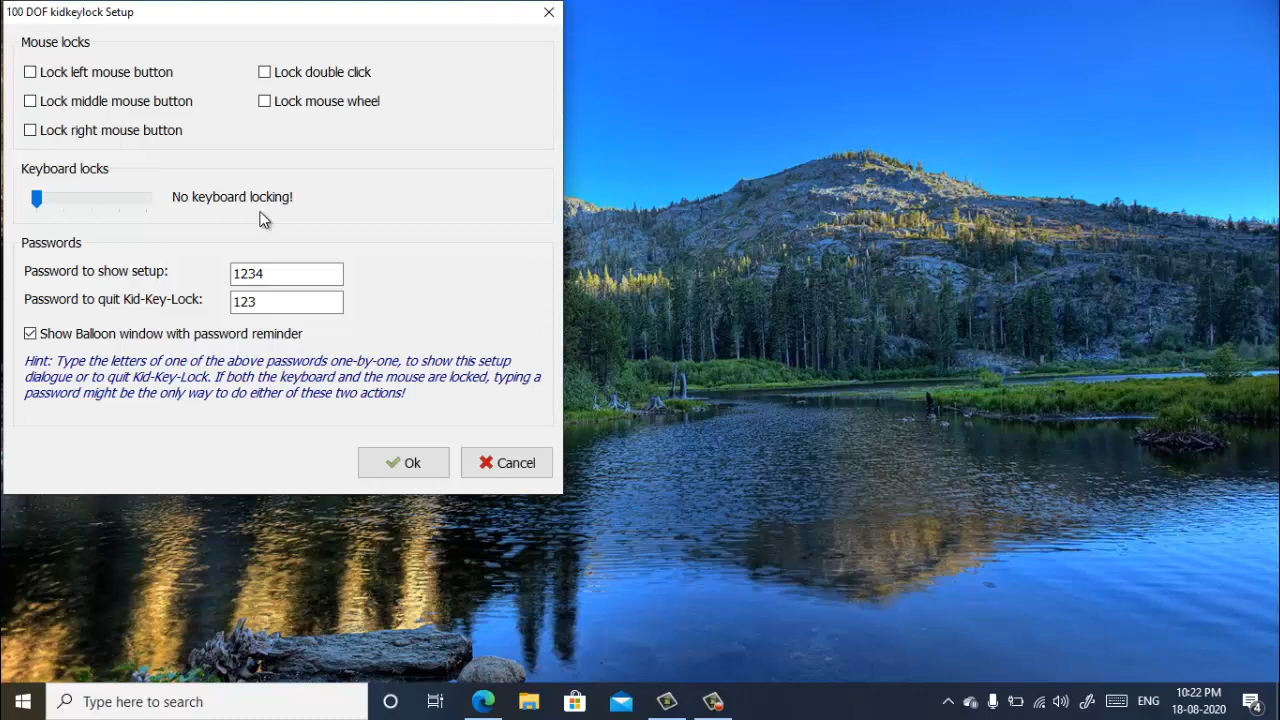 100 DOF kidkeylock Setup
Mouse locks
Lock left mouse button
Lock double click
Lock middle mouse button
Lock mouse wheel
Lock right mouse button
Keyboard locks
No keyboard locking!
Passwords
Password to show setup: 1234
Password to quit Kid-Key-Lock: 123
Show Balloon window with password reminder
Hint: Type the letters of one of the above passwords one-by-one, to show this setup
dialogue or to quit Kid-Key-Lock. If both the keyboard and the mouse are locked, typing a
password might be the only way to do either of these two actions!
Ok
Cancel
Type here to search
ENG
10:22 PM
18-08-2020
4